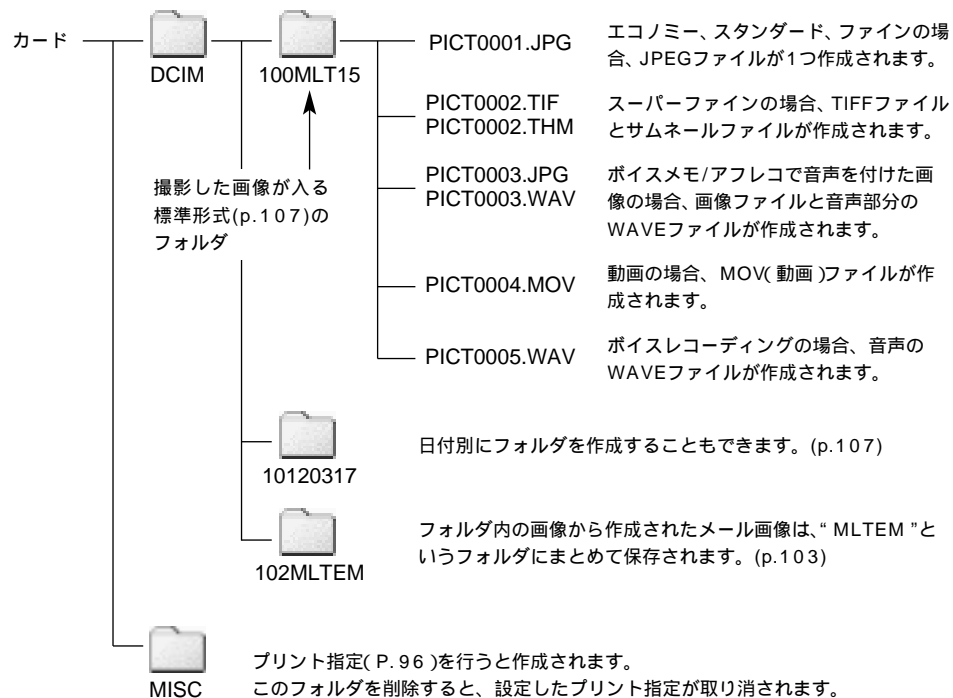 カード
DCIM
100MLT15
撮影した画像が入る
標準形式(p.107)の
フォルダ
PICT0001.JPG
エコノミー、スタンダード、ファインの場
合、JPEGファイルが1つ作成されます。
PICT0002.TIF
PICT0002.THM
スーパーファインの場合、TIFFファイル
とサムネールファイルが作成されます。
PICT0003.JPG
PICT0003.WAV
ボイスメモ/アフレコで音声を付けた画
像の場合、画像ファイルと音声部分の
WAVEファイルが作成されます。
PICT0004.MOV
動画の場合、MOV(動画)ファイルが作
成されます。
PICT0005.WAV
ボイスレコーディングの場合、音声の
WAVEファイルが作成されます。
10120317
日付別にフォルダを作成することもできます。(p.107)
102MLTEM
フォルダ内の画像から作成されたメール画像は、“MLTEM”と
いうフォルダにまとめて保存されます。(p.103)
MISC
プリント指定(P.96)を行うと作成されます。
このフォルダを削除すると、設定したプリント指定が取り消されます。